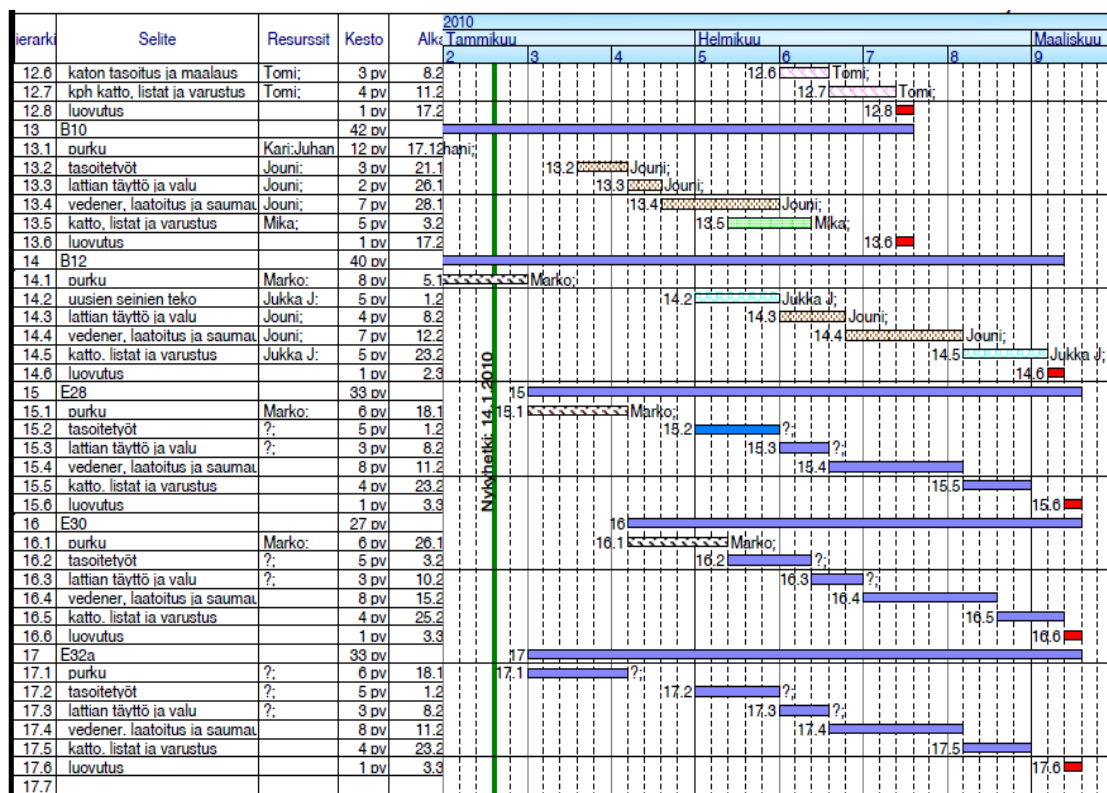 2010
ierarki Selite Resurssit Kesto Alka Tammikuu Helmikuu Maaliskuu
2 3 4 5 6 7 8 9
12.6 katon tasoitus ja maalaus Tomi; 3 pv 8.2 12.6 Tomi;
12.7 kph katto, listat ja varustus Tomi; 4 pv 11.2 12.7 Tomi;
12.8 luovutus 1 pv 17.2 12.8
13 B10 42 pv
13.1 purku Kari:Juhan 12 pv 17.12 hani;
13.2 tasoitetyöt Jouni: 3 pv 21.1 13.2 Jouni;
13.3 lattian täyttö ja valu Jouni; 2 pv 26.1 13.3 Jouni;
13.4 vedener, laatoitus ja saumau Jouni; 7 pv 28.1 13.4 Jouni;
13.5 katto, listat ja varustus Mika; 5 pv 3.2 13.5 Mika;
13.6 luovutus 1 pv 17.2 13.6
14 B12 40 pv
14.1 purku Marko: 8 pv 5.1 Marko;
14.2 uusien seinien teko Jukka J: 5 pv 1.2 14.2 Jukka J;
14.3 lattian täyttö ja valu Jouni; 4 pv 8.2 14.3 Jouni;
14.4 vedener, laatoitus ja saumau Jouni; 7 pv 12.2 14.4 Jouni;
14.5 katto. listat ja varustus Jukka J: 5 pv 23.2 14.5 Jukka J;
14.6 luovutus 1 pv 2.3 14.6
15 E28 33 pv 15
15.1 purku Marko: 6 pv 18.1 15.1 Marko;
15.2 tasoitetyöt ?; 5 pv 1.2 15.2 ?;
15.3 lattian täyttö ja valu ?; 3 pv 8.2 15.3 ?;
15.4 vedener, laatoitus ja saumau 8 pv 11.2 15.4
15.5 katto. listat ja varustus 4 pv 23.2 15.5
15.6 luovutus 1 pv 3.3 15.6
16 E30 27 pv 16
16.1 purku Marko: 6 pv 26.1 16.1 Marko;
16.2 tasoitetyöt ?; 5 pv 3.2 16.2 ?;
16.3 lattian täyttö ja valu ?; 3 pv 10.2 16.3 ?;
16.4 vedener, laatoitus ja saumau 8 pv 15.2 16.4
16.5 katto. listat ja varustus 4 pv 25.2 16.5
16.6 luovutus 1 pv 3.3 16.6
17 E32a 33 pv 17
17.1 purku ?; 6 pv 18.1 17.1 ?;
17.2 tasoitetyöt ?; 5 pv 1.2 17.2 ?;
17.3 lattian täyttö ja valu ?; 3 pv 8.2 17.3 ?;
17.4 vedener. laatoitus ja saumau 8 pv 11.2 17.4
17.5 katto. listat ja varustus 4 pv 23.2 17.5
17.6 luovutus 1 pv 3.3 17.6
17.7
Nykyhetki: 14.1.2010